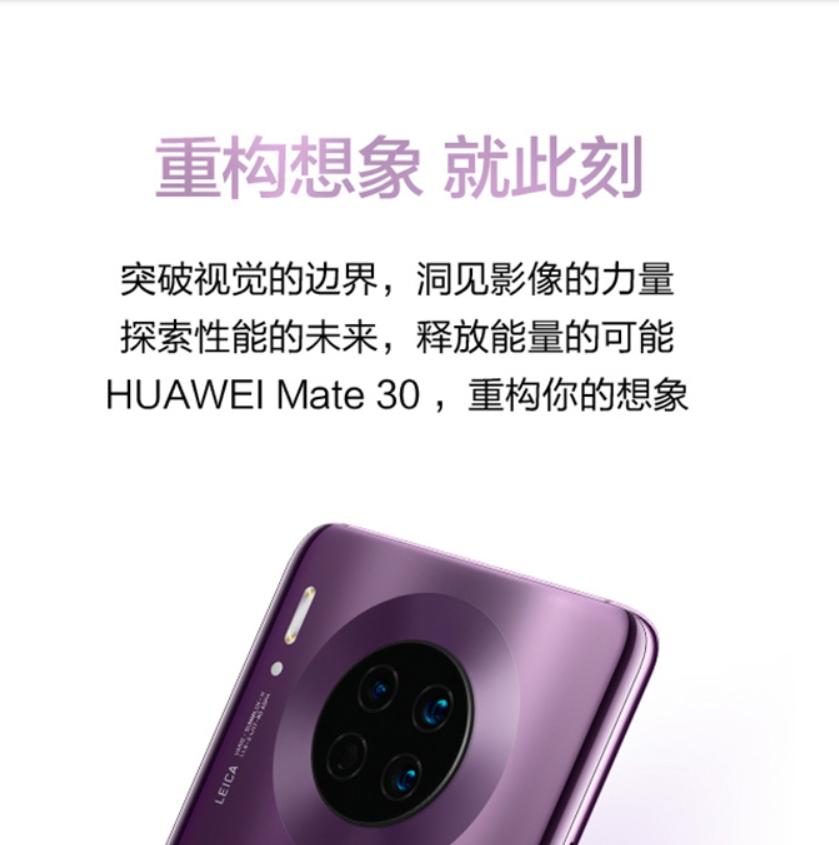 重构想象 就此刻
突破视觉的边界，洞见影像的力量
探索性能的未来，释放能量的可能
HUAWEI Mate 30 ，重构你的想象
LEICA